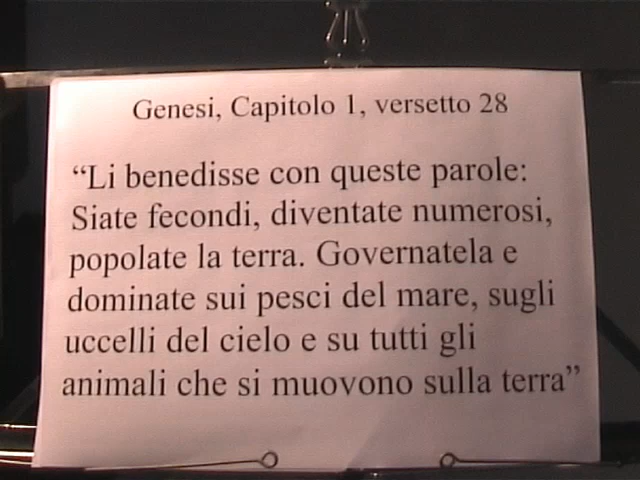 Genesi, Capitolo 1, versetto 28
“Li benedisse con queste parole:
Siate fecondi, diventate numerosi,
popolate la terra. Governatela e
dominate sui pesci del mare, sugli
uccelli del cielo e su tutti gli
animali che si muovono sulla terra”